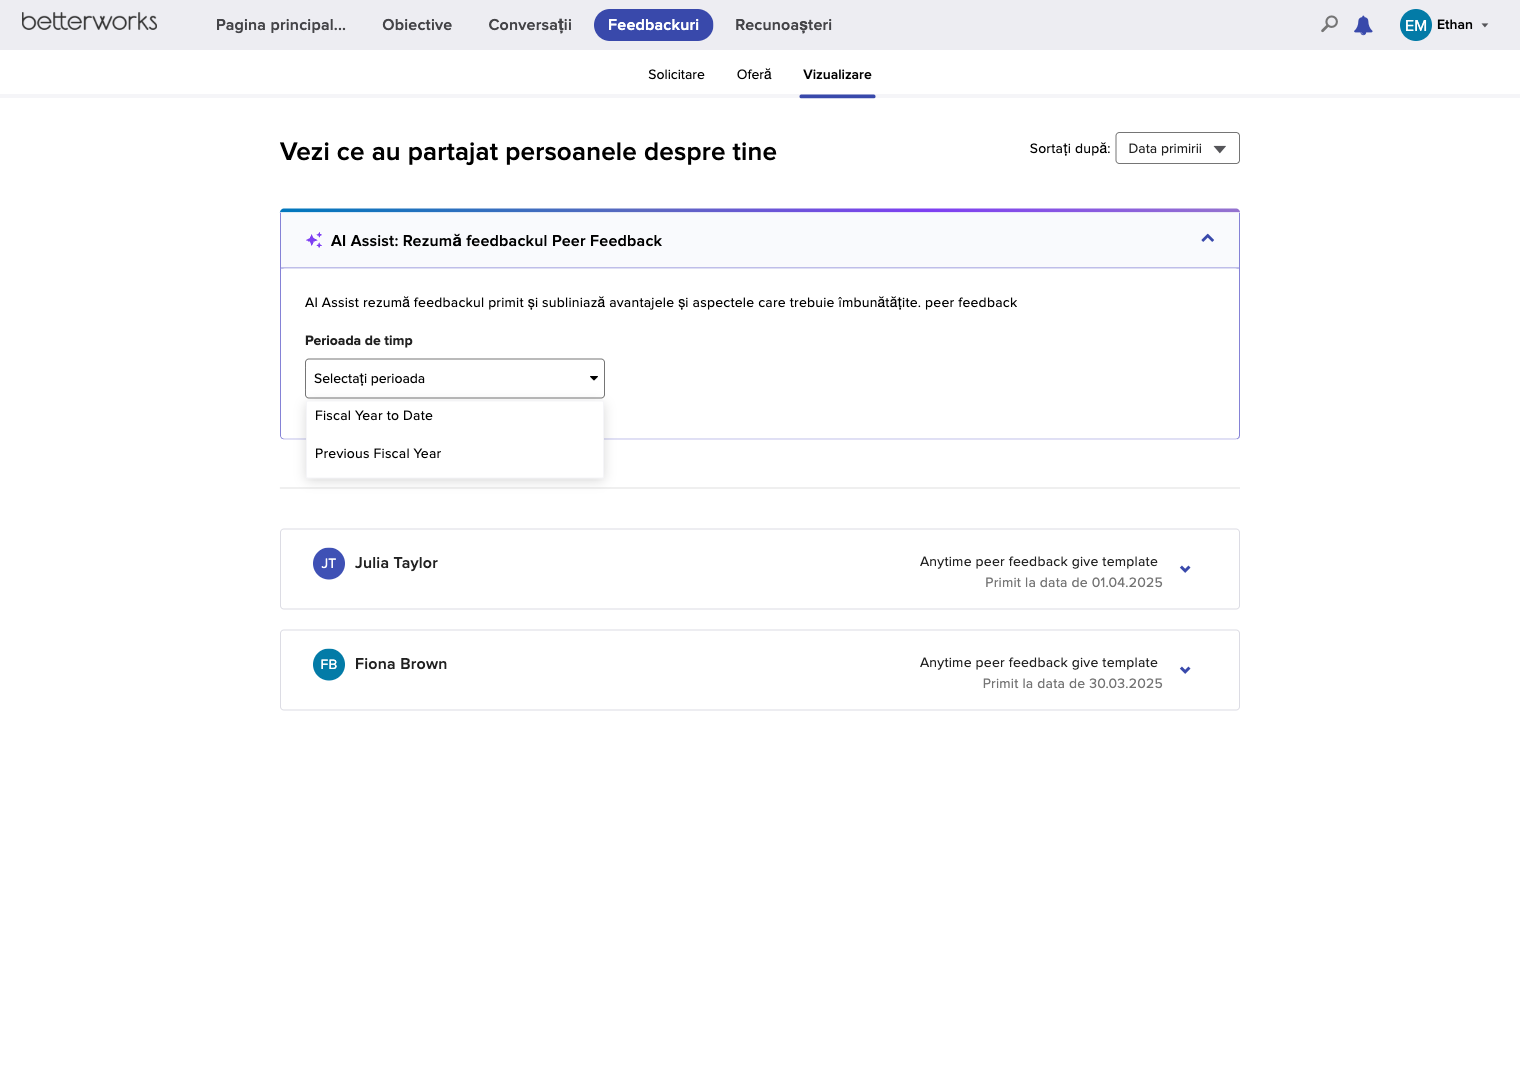 betterworks
Pagina principal...
Obiective
Conversații
Feedbackuri
Recunoașteri
EM
Ethan
Solicitare
Oferă
Vizualizare
Vezi ce au partajat persoanele despre tine
Sortați după:
Data primirii
AI Assist: Rezumă feedbackul Peer Feedback
AI Assist rezumă feedbackul primit și subliniază avantajele și aspectele care trebuie îmbunătățite. peer feedback
Perioada de timp
Selectați perioada
Fiscal Year to Date
Previous Fiscal Year
JT
Julia Taylor
Anytime peer feedback give template
Primit la data de 01.04.2025
FB
Fiona Brown
Anytime peer feedback give template
Primit la data de 30.03.2025